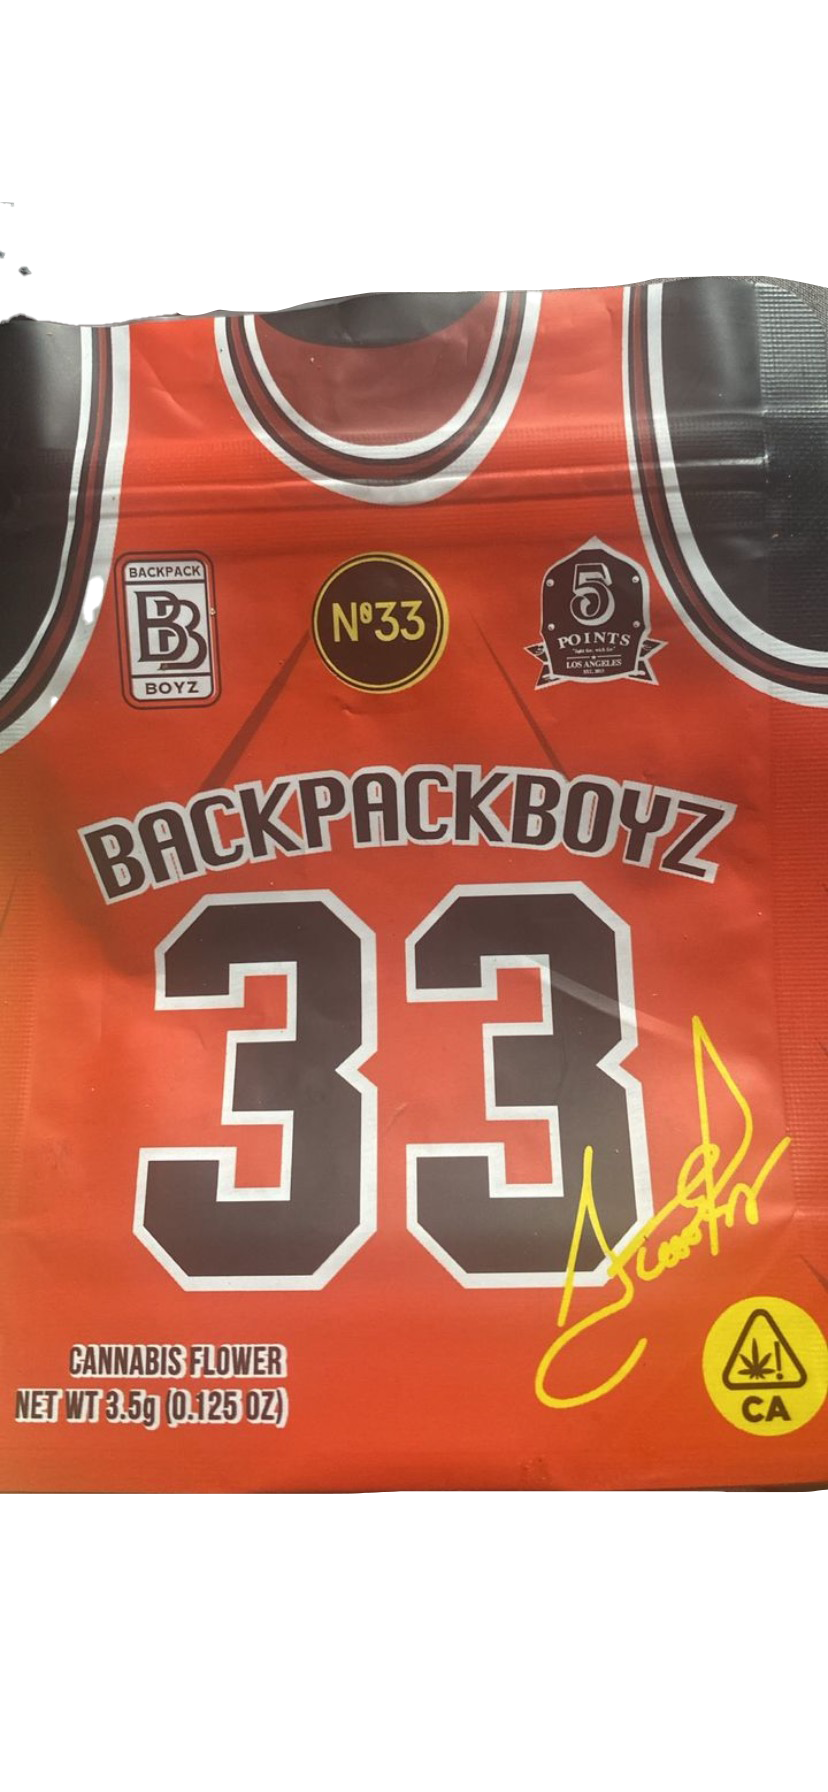 BACKPACK
BB
BOYZ
Nº33
5
POINTS
LOS ANGELES
BACKPACKBOYZ
33
CANNABIS FLOWER
NET WT 3.5g (0.125 OZ)
CA